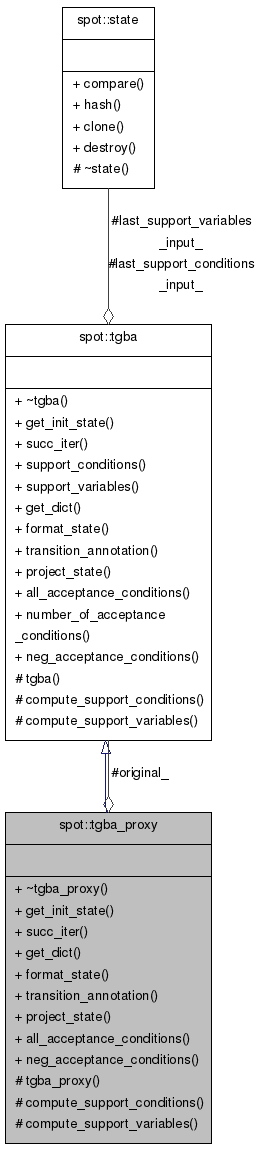 spot::state
+ compare()
+ hash()
+ clone()
+ destroy()
# ~state()
#last_support_variables
_input_
#last_support_conditions
_input_
spot::tgba
+ ~tgba()
+ get_init_state()
+ succ_iter()
+ support_conditions()
+ support_variables()
+ get_dict()
+ format_state()
+ transition_annotation()
+ project_state()
+ all_acceptance_conditions()
+ number_of_acceptance
_conditions()
+ neg_acceptance_conditions()
# tgba()
# compute_support_conditions()
# compute_support_variables()
#original_
spot::tgba_proxy
+ ~tgba_proxy()
+ get_init_state()
+ succ_iter()
+ get_dict()
+ format_state()
+ transition_annotation()
+ project_state()
+ all_acceptance_conditions()
+ neg_acceptance_conditions()
# tgba_proxy()
# compute_support_conditions()
# compute_support_variables()